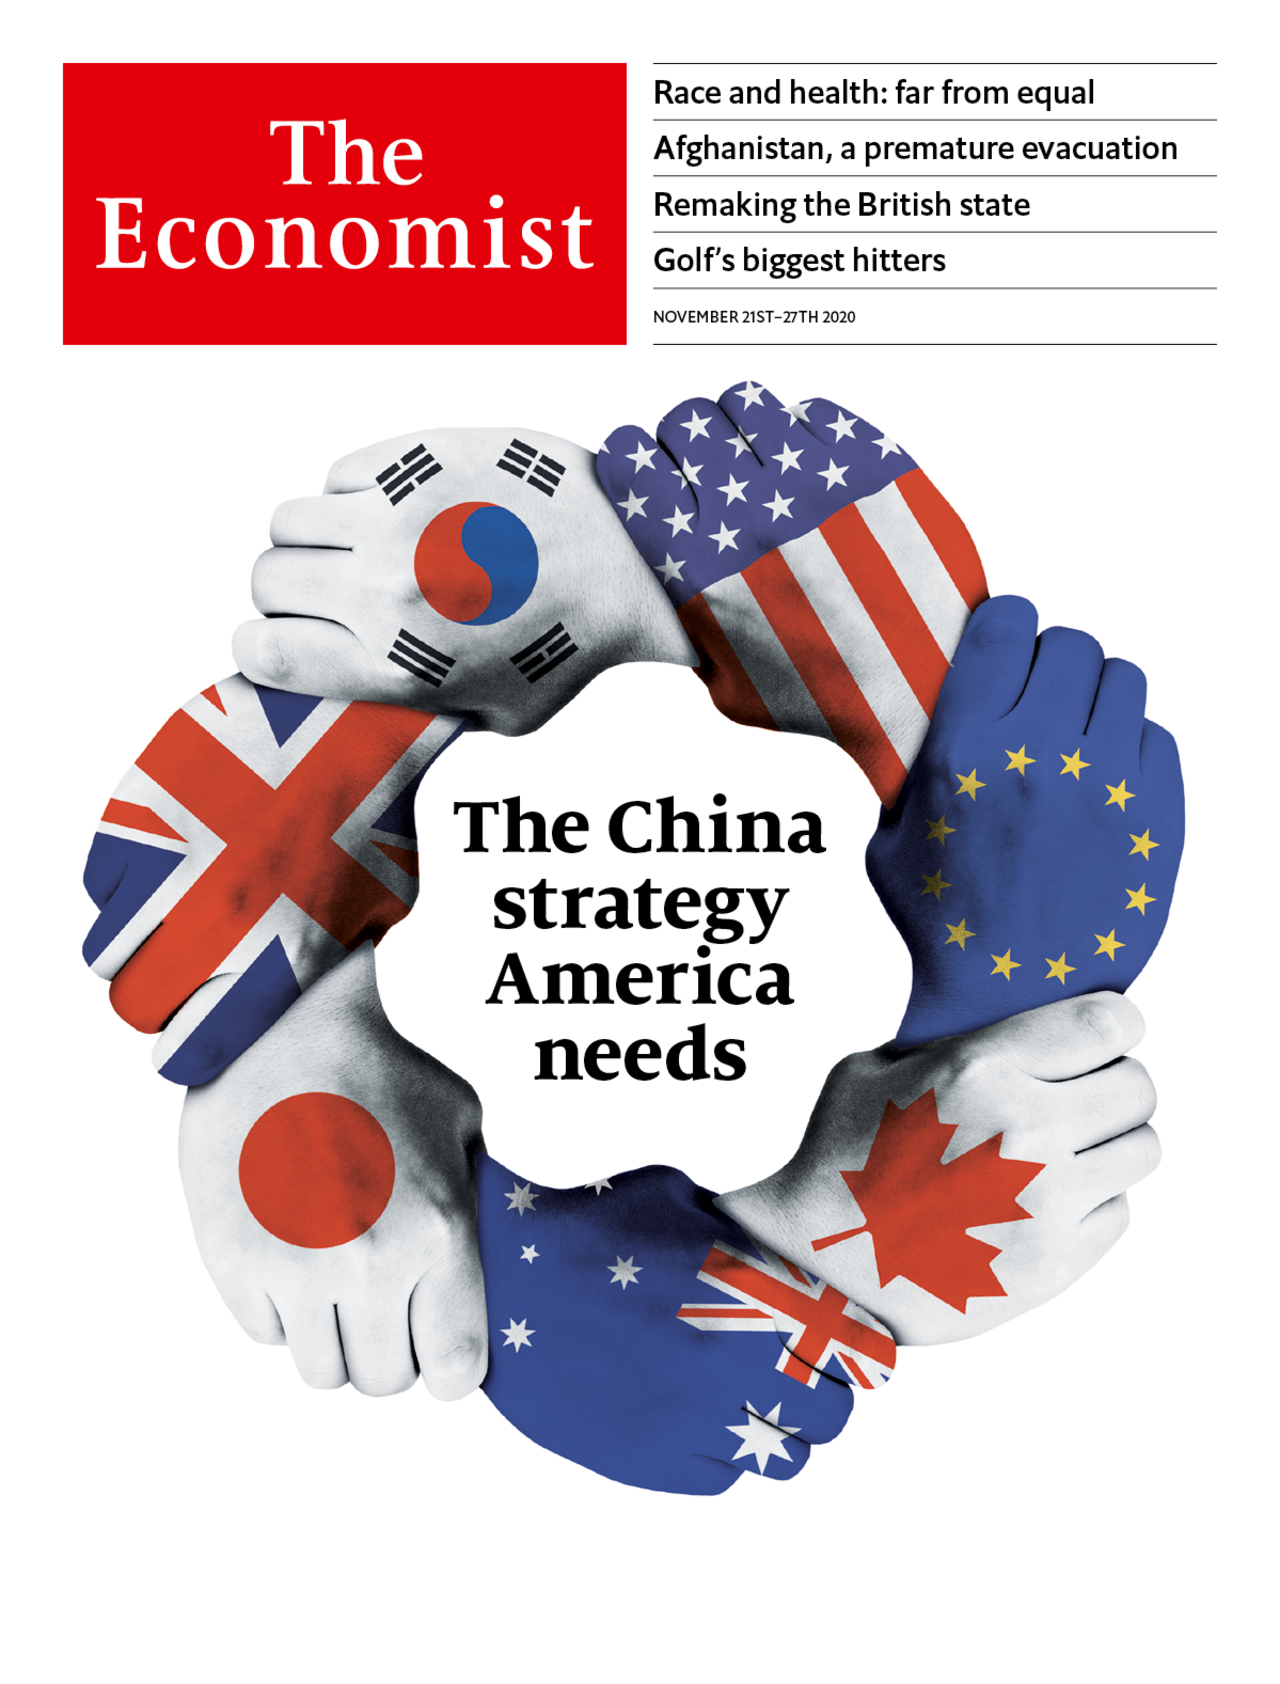 The
Economist
Race and health: far from equal
Afghanistan, a premature evacuation
Remaking the British state
Golf’s biggest hitters
NOVEMBER 21ST–27TH 2020
The China
strategy
America
needs